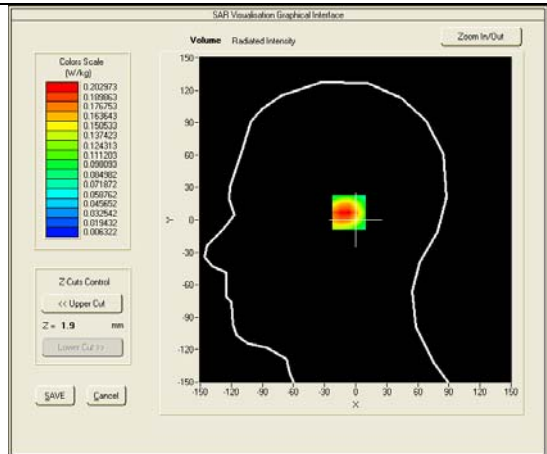 SAR Visualisation Graphical Interface
Volume Radiated Intensity
Zoom In/Out
Colors Scale
(W/kg)
0.202973
0.189863
0.176753
0.163643
0.150533
0.137423
0.124313
0.111203
0.098093
0.084982
0.071872
0.058762
0.045652
0.032542
0.019432
0.006322
Z Cuts Control
<< Upper Cut
Z = 1.9 mm
Lower Cut >>
SAVE Cancel
150-
120-
90-
60-
30-
Y 0-
-30-
-60-
-90-
-120-
-150-
-150 -120 -90 -60 -30 0 30 60 90 120 150
X